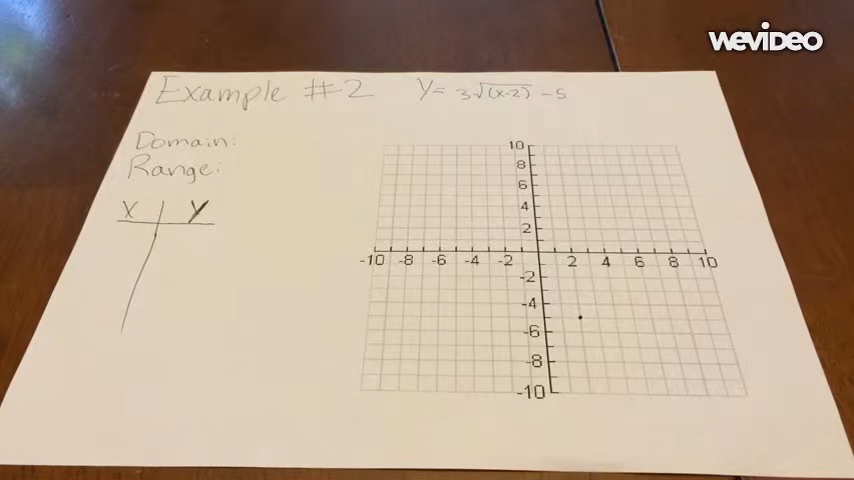 wevideo
Example #2 Y= 3√(x-2) -5
Domain:
Range:
X Y
10
8
6
4
2
-10 -8 -6 -4 -2 2 4 6 8 10
-2
-4
-6
-8
-10